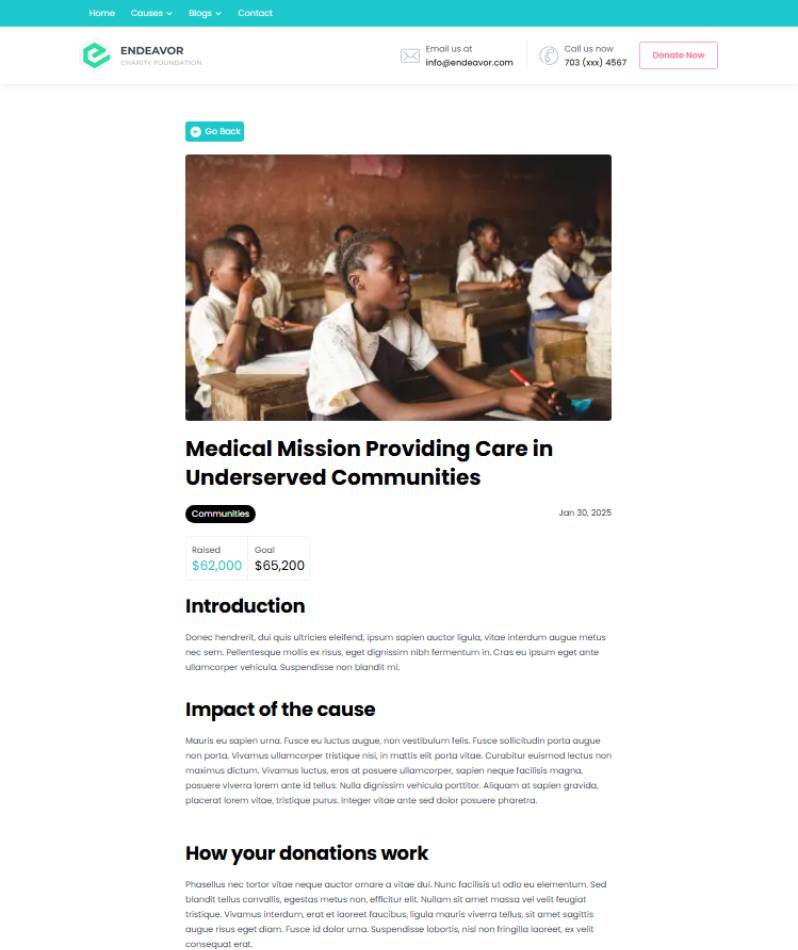 Home Causes Blogs Contact
ENDEAVOR
CHARITY FOUNDATION
Email us at
info@endeavor.com
Call us now
703 (xxx) 4567
Donate Now
Go Back
Medical Mission Providing Care in
Underserved Communities
Communities
Jan 30, 2025
Raised
$62,000
Goal
$65,200
Introduction
Donec hendrerit, dui quis ultricies eleifend, ipsum sapien auctor ligula, vitae interdum augue metus
nec sem. Pellentesque mollis ex risus, eget dignissim nibh fermentum in. Cras eu ipsum eget ante
ullamcorper vehicula. Suspendisse non blandit mi.
Impact of the cause
Mauris eu sapien urna. Fusce eu luctus augue, non vestibulum felis. Fusce sollicitudin porta augue
non porta. Vivamus ullamcorper tristique nisi, in mattis elit porta vitae. Curabitur euismod lectus non
maximus dictum. Vivamus luctus, eros at posuere ullamcorper, sapien neque facilisis magna,
posuere viverra lorem ante id tellus. Nulla dignissim vehicula porttitor. Aliquam at sapien gravida,
placerat lorem vitae, tristique purus. Integer vitae ante sed dolor posuere pharetra.
How your donations work
Phasellus nec tortor vitae neque auctor ornare a vitae dui. Nunc facilisis ut odio eu elementum. Sed
blandit tellus convallis, egestas metus non, efficitur elit. Nullam sit amet massa vel velit feugiat
tristique. Vivamus interdum, erat et laoreet faucibus, ligula mauris viverra tellus, sit amet sagittis
augue risus eget diam. Fusce id dolor urna. Suspendisse lobortis, nisl non fringilla laoreet, ex velit
consequat erat.